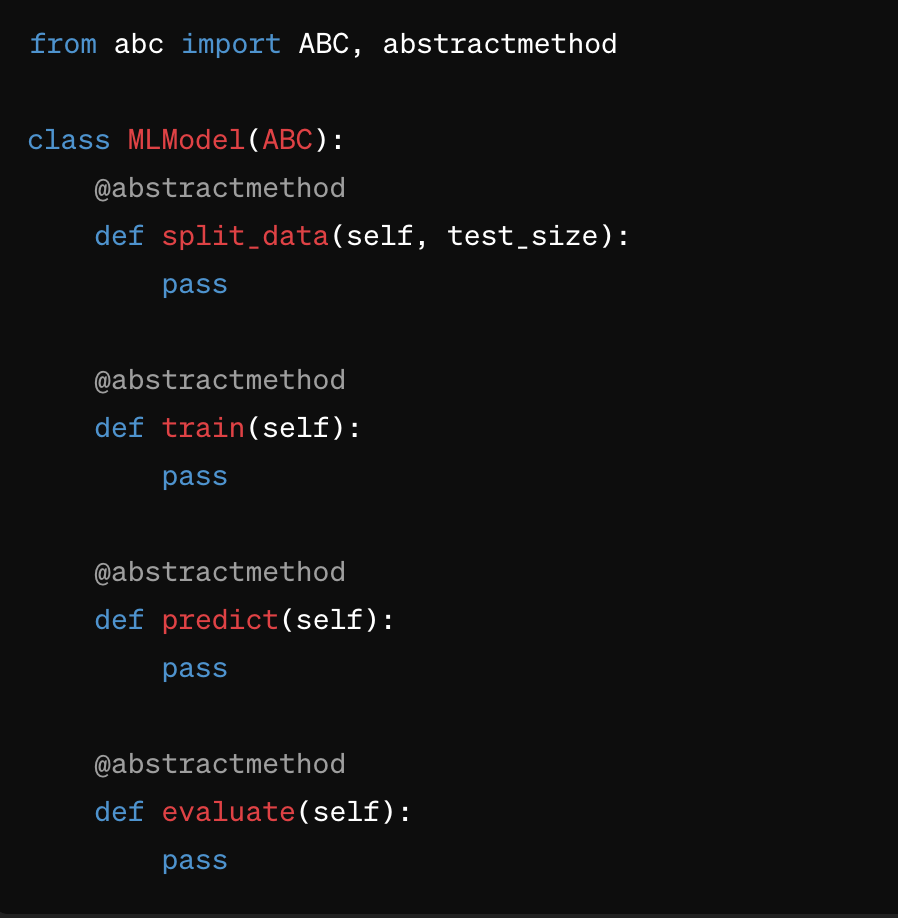 from abc import ABC, abstractmethod
class MLModel(ABC):
    @abstractmethod
    def split_data(self, test_size):
        pass
    @abstractmethod
    def train(self):
        pass
    @abstractmethod
    def predict(self):
        pass
    @abstractmethod
    def evaluate(self):
        pass